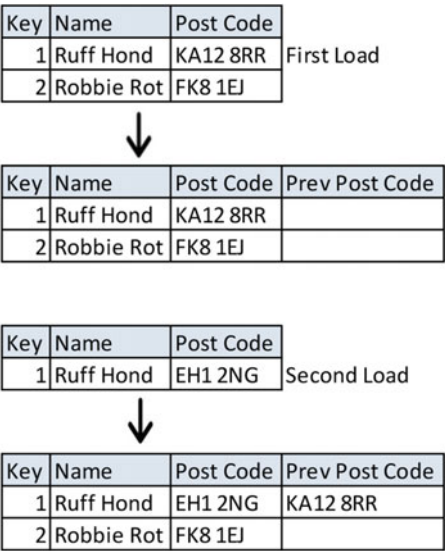 Key Name Post Code
1 Ruff Hond KA12 8RR First Load
2 Robbie Rot FK8 1EJ
Key Name Post Code Prev Post Code
1 Ruff Hond KA12 8RR
2 Robbie Rot FK8 1EJ
Key Name Post Code
1 Ruff Hond EH1 2NG Second Load
Key Name Post Code Prev Post Code
1 Ruff Hond EH1 2NG KA12 8RR
2 Robbie Rot FK8 1EJ